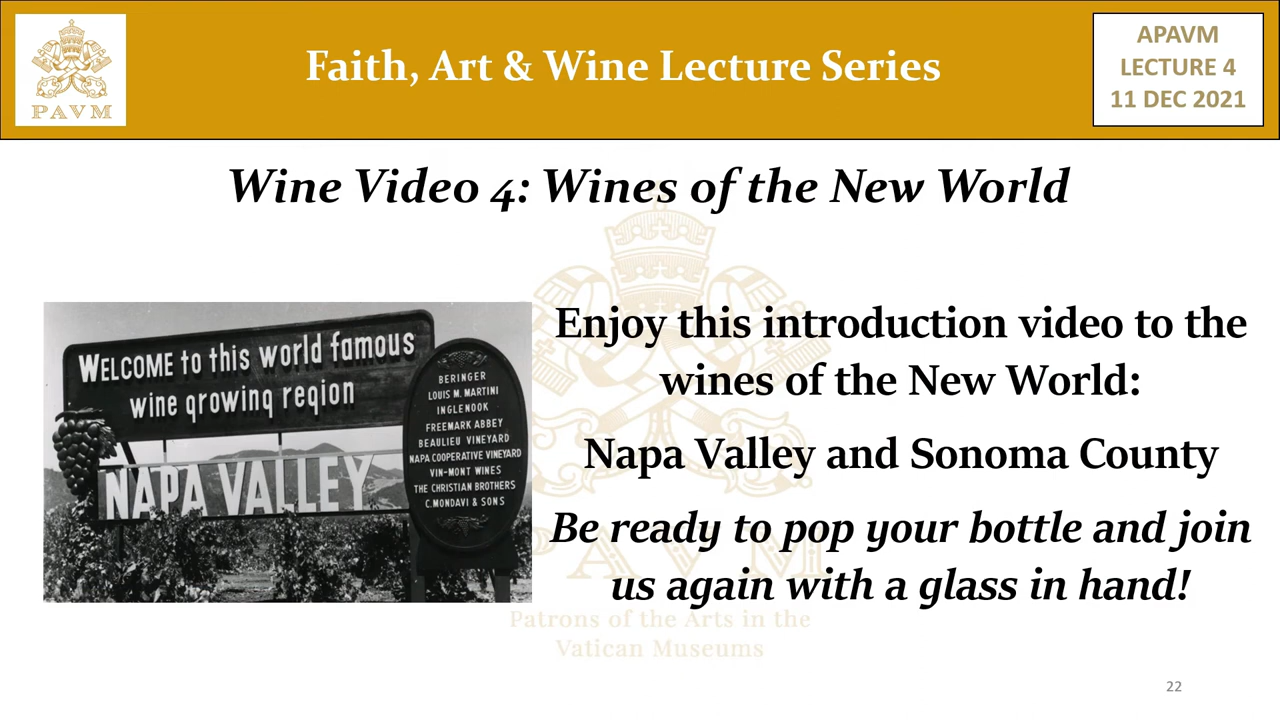 PAVM
Faith, Art & Wine Lecture Series
APAVM
LECTURE 4
11 DEC 2021
Wine Video 4: Wines of the New World
WELCOME to this world famous
wine growing region
NAPA VALLEY
BERINGER
LOUIS M. MARTINI
INGLENOOK
FREEMARK ABBEY
BEAULIEU VINEYARD
NAPA COOPERATIVE VINEYARD
VIN-MONT WINES
THE CHRISTIAN BROTHERS
C.MONDAVI & SONS
Enjoy this introduction video to the
wines of the New World:
Napa Valley and Sonoma County
Be ready to pop your bottle and join
us again with a glass in hand!
PAVM
Patrons of the Arts in the
Vatican Museums
22